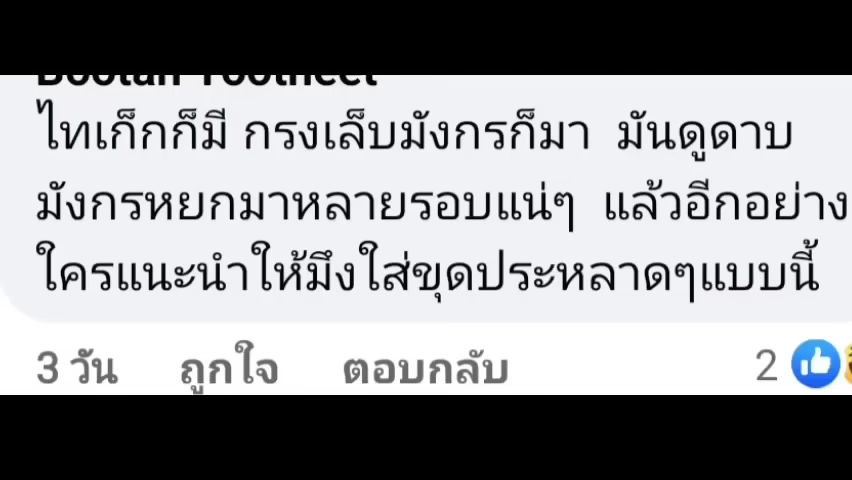 ไทเก็กก็มี กรงเล็บมังกรก็มา มันดูดาบ
มังกรหยกมาหลายรอบแน่ๆ แล้วอีกอย่าง
ใครแนะนำให้มึงใส่ขุดประหลาดๆแบบนี้
3 วัน ถูกใจ ตอบกลับ 2